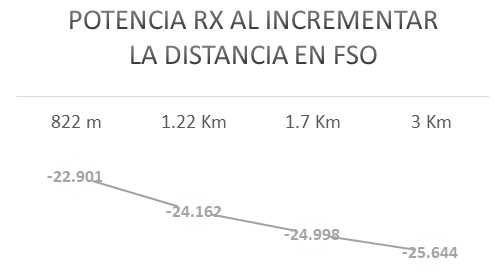 POTENCIA RX AL INCREMENTAR
LA DISTANCIA EN FSO
822 m 1.22 Km 1.7 Km 3 Km
-22.901
-24.162
-24.998
-25.644